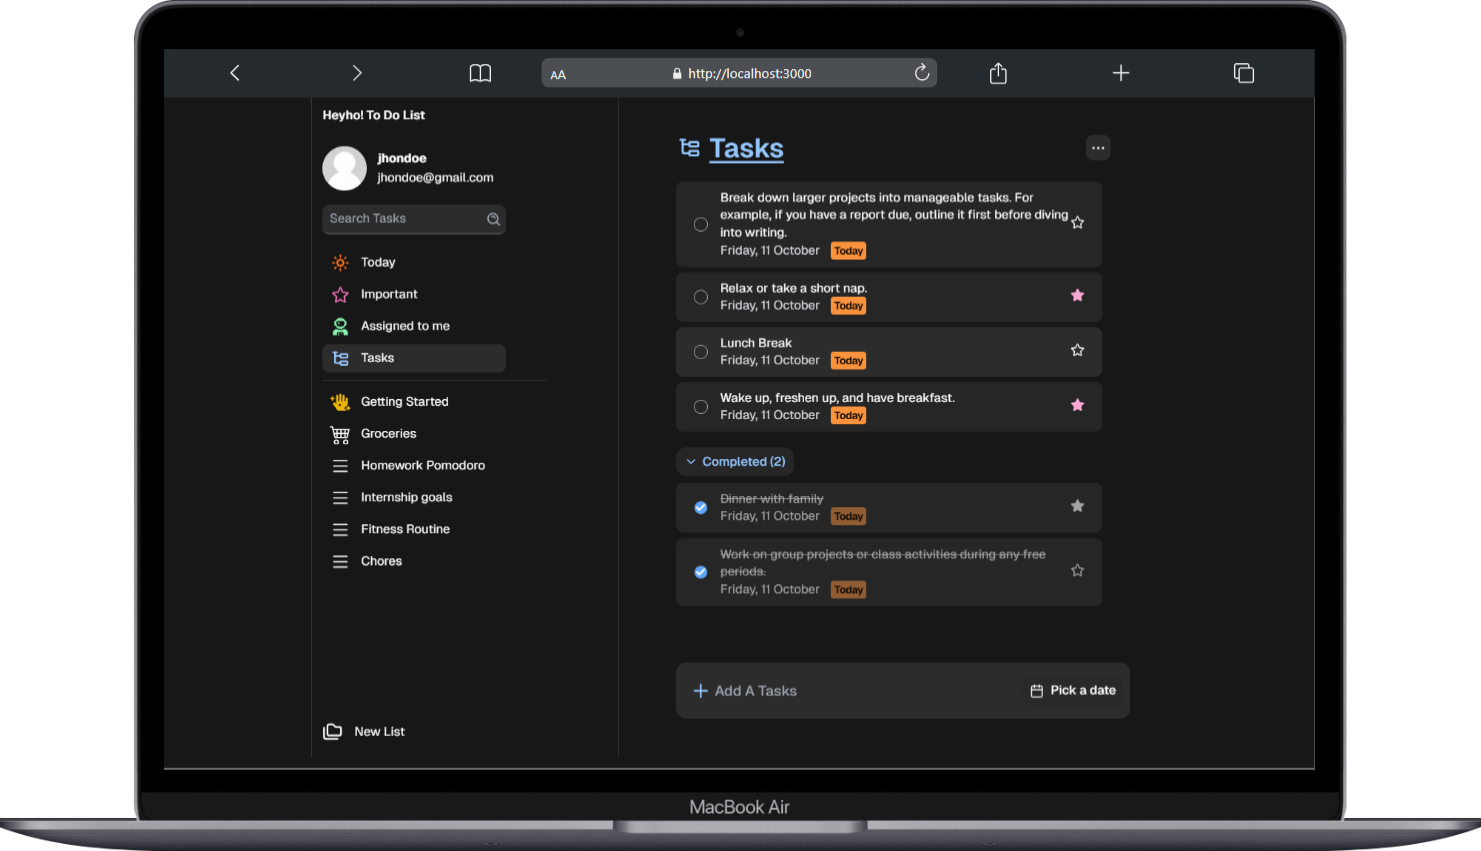 AA
http://localhost:3000
Heyho! To Do List
jhondoe
jhondoe@gmail.com
Search Tasks
Today
Important
Assigned to me
Tasks
Getting Started
Groceries
Homework Pomodoro
Internship goals
Fitness Routine
Chores
New List
Tasks
Break down larger projects into manageable tasks. For
example, if you have a report due, outline it first before diving
into writing.
Friday, 11 October Today
Relax or take a short nap.
Friday, 11 October Today
Lunch Break
Friday, 11 October Today
Wake up, freshen up, and have breakfast.
Friday, 11 October Today
Completed (2)
Dinner with family
Friday, 11 October Today
Work on group projects or class activities during any free
periods.
Friday, 11 October Today
Add A Tasks
Pick a date
MacBook Air